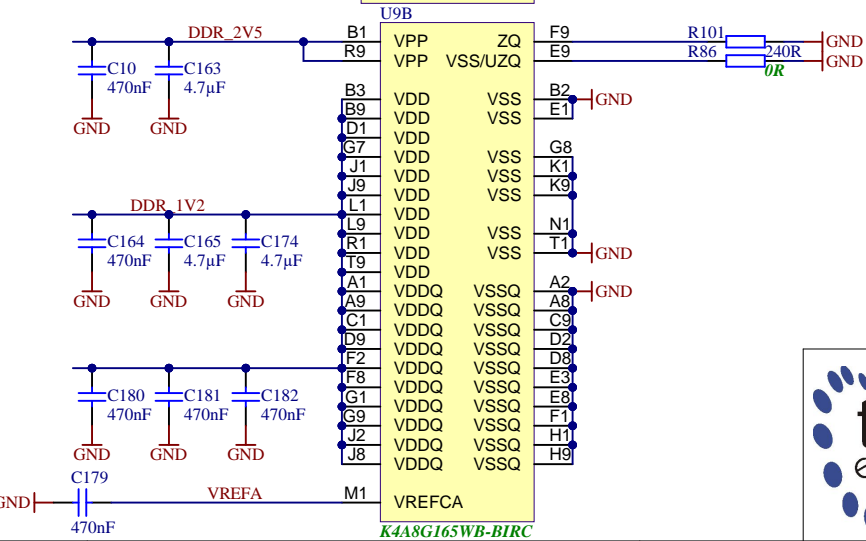 U9B
DDR_2V5
B1 VPP ZQ F9 R101 GND
R9 VPP VSS/UZQ E9 R86 240R GND
0R
C10 C163
470nF 4.7µF
GND GND
B3 VDD VSS B2 GND
B9 VDD VSS E1
D1 VDD
G7 VDD VSS G8
J1 VDD VSS K1
J9 VDD VSS K9
DDR_1V2 L1 VDD
L9 VDD VSS N1
R1 VDD VSS T1 GND
T9 VDD
C164 C165 C174
470nF 4.7µF 4.7µF
GND GND GND
A1 VDDQ VSSQ A2 GND
A9 VDDQ VSSQ A8
C1 VDDQ VSSQ C9
D9 VDDQ VSSQ D2
F2 VDDQ VSSQ D8
F8 VDDQ VSSQ E3
G1 VDDQ VSSQ E8
G9 VDDQ VSSQ F1
J2 VDDQ VSSQ H1
J8 VDDQ VSSQ H9
C180 C181 C182
470nF 470nF 470nF
GND GND GND
C179
GND VREFA M1 VREFCA
470nF
K4A8G165WB-BIRC